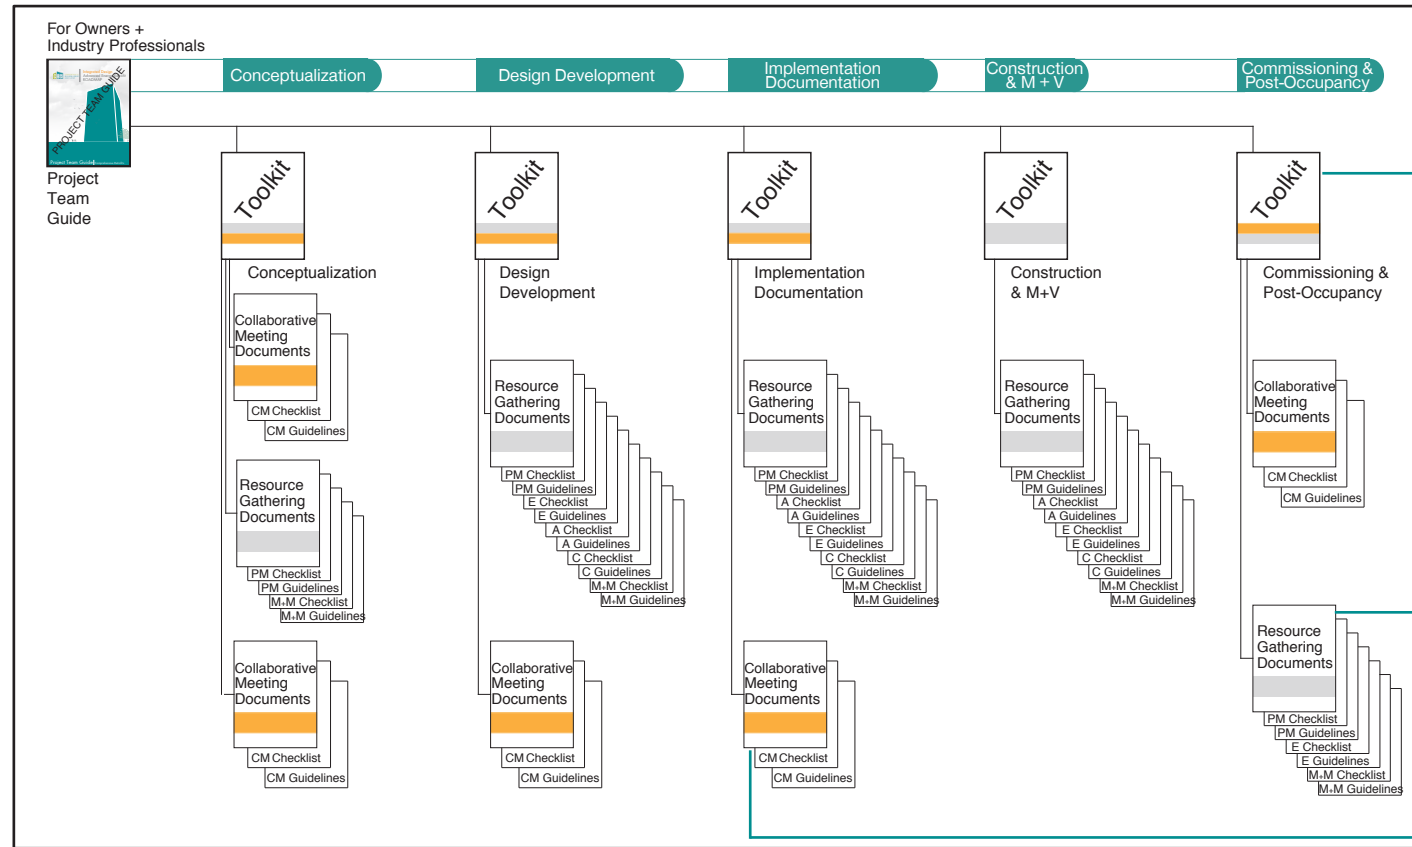 For Owners +
Industry Professionals
PROJECT TEAM GUIDE
Project Team Guide
Project
Team
Guide
Conceptualization
Design Development
Implementation
Documentation
Construction
& M + V
Commissioning &
Post-Occupancy
Toolkit
Conceptualization
Collaborative
Meeting
Documents
CM Checklist
CM Guidelines
Resource
Gathering
Documents
PM Checklist
PM Guidelines
M+M Checklist
M+M Guidelines
Collaborative
Meeting
Documents
CM Checklist
CM Guidelines
Toolkit
Design
Development
Resource
Gathering
Documents
PM Checklist
PM Guidelines
E Checklist
E Guidelines
A Checklist
A Guidelines
C Checklist
C Guidelines
M+M Checklist
M+M Guidelines
Collaborative
Meeting
Documents
CM Checklist
CM Guidelines
Toolkit
Implementation
Documentation
Resource
Gathering
Documents
PM Checklist
PM Guidelines
A Checklist
A Guidelines
E Checklist
E Guidelines
C Checklist
C Guidelines
M+M Checklist
M+M Guidelines
Collaborative
Meeting
Documents
CM Checklist
CM Guidelines
Toolkit
Construction
& M+V
Resource
Gathering
Documents
PM Checklist
PM Guidelines
A Checklist
A Guidelines
E Checklist
E Guidelines
C Checklist
C Guidelines
M+M Checklist
M+M Guidelines
Toolkit
Commissioning &
Post-Occupancy
Collaborative
Meeting
Documents
CM Checklist
CM Guidelines
Resource
Gathering
Documents
PM Checklist
PM Guidelines
E Checklist
E Guidelines
M+M Checklist
M+M Guidelines